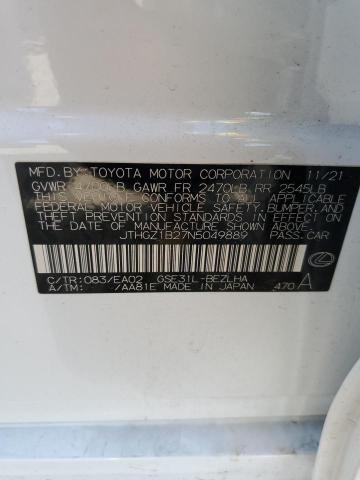 MFD.BY:TOYOTA MOTOR CORPORATION 11/21
GVWR 4700LB GAWR FR 2470LB RR 2545LB
THIS VEHICLE CONFORMS TO ALL APPLICABLE
FEDERAL MOTOR VEHICLE SAFETY, BUMPER, AND
THEFT PREVENTION STANDARDS IN EFFECT ON
THE DATE OF MANUFACTURE SHOWN ABOVE.
JTHGZ1B27N5049889 PASS.CAR
C/TR:083/EA02 GSE31L-BEZLHA
A/TM: /AA81E MADE IN JAPAN 470 A